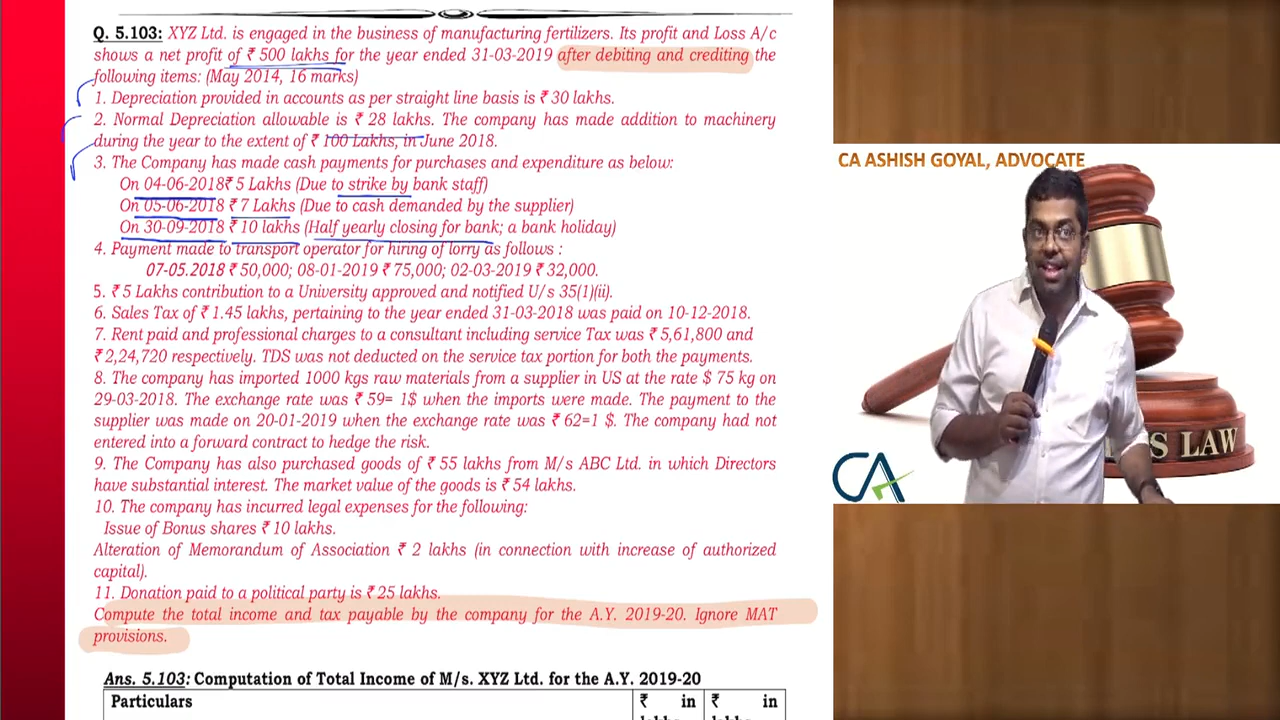 Q. 5.103: XYZ Ltd. is engaged in the business of manufacturing fertilizers. Its profit and Loss A/c
shows a net profit of ₹ 500 lakhs for the year ended 31-03-2019 after debiting and crediting the
following items: (May 2014, 16 marks)
1. Depreciation provided in accounts as per straight line basis is ₹ 30 lakhs.
2. Normal Depreciation allowable is ₹ 28 lakhs. The company has made addition to machinery
during the year to the extent of ₹ 100 Lakhs, in June 2018.
3. The Company has made cash payments for purchases and expenditure as below:
On 04-06-2018₹ 5 Lakhs (Due to strike by bank staff)
On 05-06-2018 ₹ 7 Lakhs (Due to cash demanded by the supplier)
On 30-09-2018 ₹ 10 lakhs (Half yearly closing for bank; a bank holiday)
4. Payment made to transport operator for hiring of lorry as follows :
07-05.2018 ₹ 50,000; 08-01-2019 ₹ 75,000; 02-03-2019 ₹ 32,000.
5. ₹ 5 Lakhs contribution to a University approved and notified U/s 35(1)(ii).
6. Sales Tax of ₹ 1.45 lakhs, pertaining to the year ended 31-03-2018 was paid on 10-12-2018.
7. Rent paid and professional charges to a consultant including service Tax was ₹ 5,61,800 and
₹ 2,24,720 respectively. TDS was not deducted on the service tax portion for both the payments.
8. The company has imported 1000 kgs raw materials from a supplier in US at the rate $ 75 kg on
29-03-2018. The exchange rate was ₹ 59= 1$ when the imports were made. The payment to the
supplier was made on 20-01-2019 when the exchange rate was ₹ 62=1 $. The company had not
entered into a forward contract to hedge the risk.
9. The Company has also purchased goods of ₹ 55 lakhs from M/s ABC Ltd. in which Directors
have substantial interest. The market value of the goods is ₹ 54 lakhs.
10. The company has incurred legal expenses for the following:
Issue of Bonus shares ₹ 10 lakhs.
Alteration of Memorandum of Association ₹ 2 lakhs (in connection with increase of authorized
capital).
11. Donation paid to a political party is ₹ 25 lakhs.
Compute the total income and tax payable by the company for the A.Y. 2019-20. Ignore MAT
provisions.
Ans. 5.103: Computation of Total Income of M/s. XYZ Ltd. for the A.Y. 2019-20
Particulars ₹ in ₹ in
CA ASHISH GOYAL, ADVOCATE
S LAW
CA